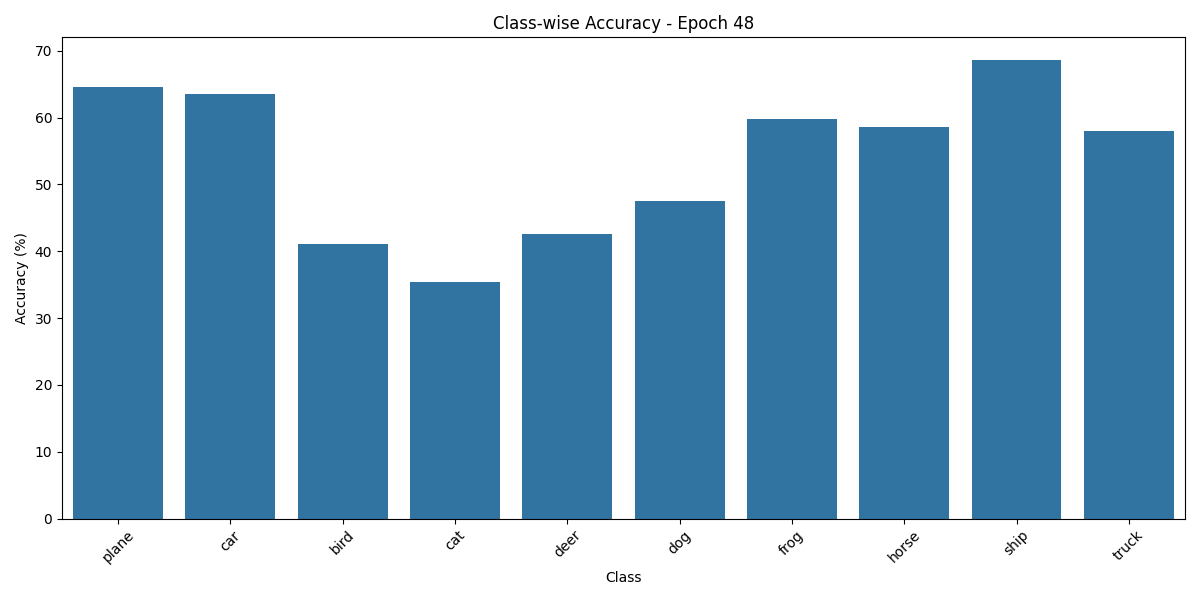 Class-wise Accuracy - Epoch 48
Accuracy (%)
70
60
50
40
30
20
10
0
plane
car
bird
cat
deer
dog
frog
horse
ship
truck
Class